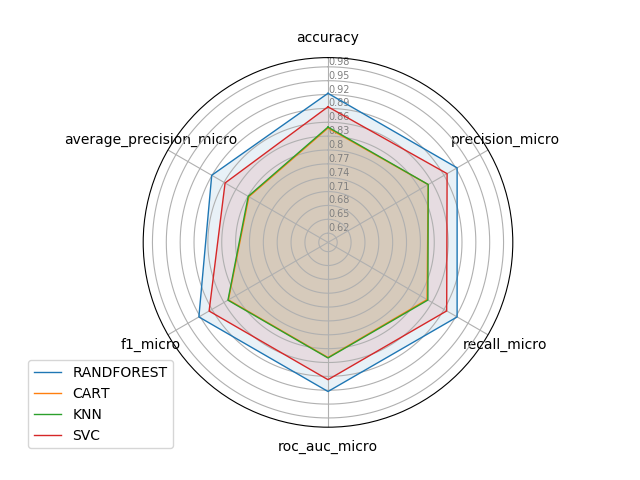 accuracy
0.98
0.95
0.92
0.89
0.86
0.83
0.8
0.77
0.74
0.71
0.68
0.65
0.62
average_precision_micro
precision_micro
f1_micro
recall_micro
roc_auc_micro
RANDFOREST
CART
KNN
SVC